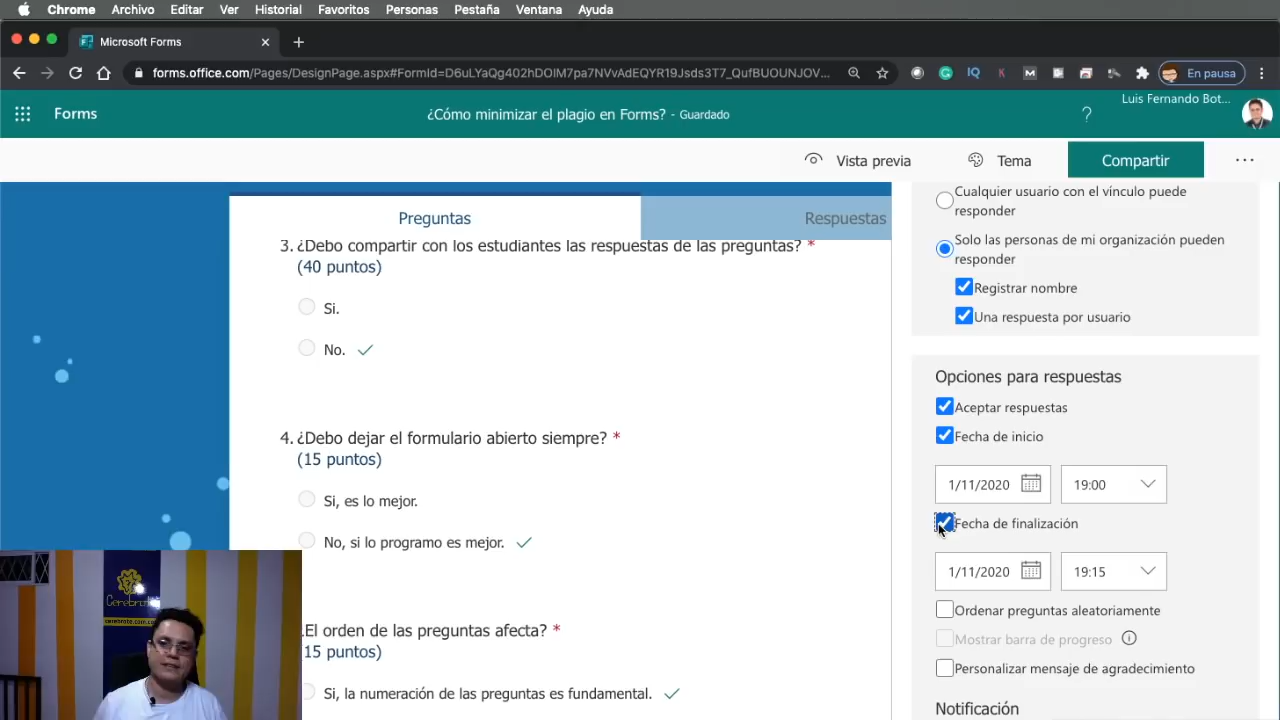 Chrome Archivo Editar Ver Historial Favoritos Personas Pestaña Ventana Ayuda
Microsoft Forms
forms.office.com/Pages/DesignPage.aspx#FormId=D6uLYaQg402hDOIM7pa7NVvAdEQYR19Jsds3T7_QufBUOUNJOV...
En pausa
Forms
¿Cómo minimizar el plagio en Forms? - Guardado
?
Luis Fernando Bot...
Vista previa
Tema
Compartir
...
Preguntas
Respuestas
3. ¿Debo compartir con los estudiantes las respuestas de las preguntas? *
(40 puntos)
Si.
No.
4. ¿Debo dejar el formulario abierto siempre? *
(15 puntos)
Si, es lo mejor.
No, si lo programo es mejor.
.El orden de las preguntas afecta? *
15 puntos)
Si, la numeración de las preguntas es fundamental.
Cualquier usuario con el vínculo puede
responder
Solo las personas de mi organización pueden
responder
Registrar nombre
Una respuesta por usuario
Opciones para respuestas
Aceptar respuestas
Fecha de inicio
1/11/2020 19:00
Fecha de finalización
1/11/2020 19:15
Ordenar preguntas aleatoriamente
Mostrar barra de progreso
Personalizar mensaje de agradecimiento
Notificación